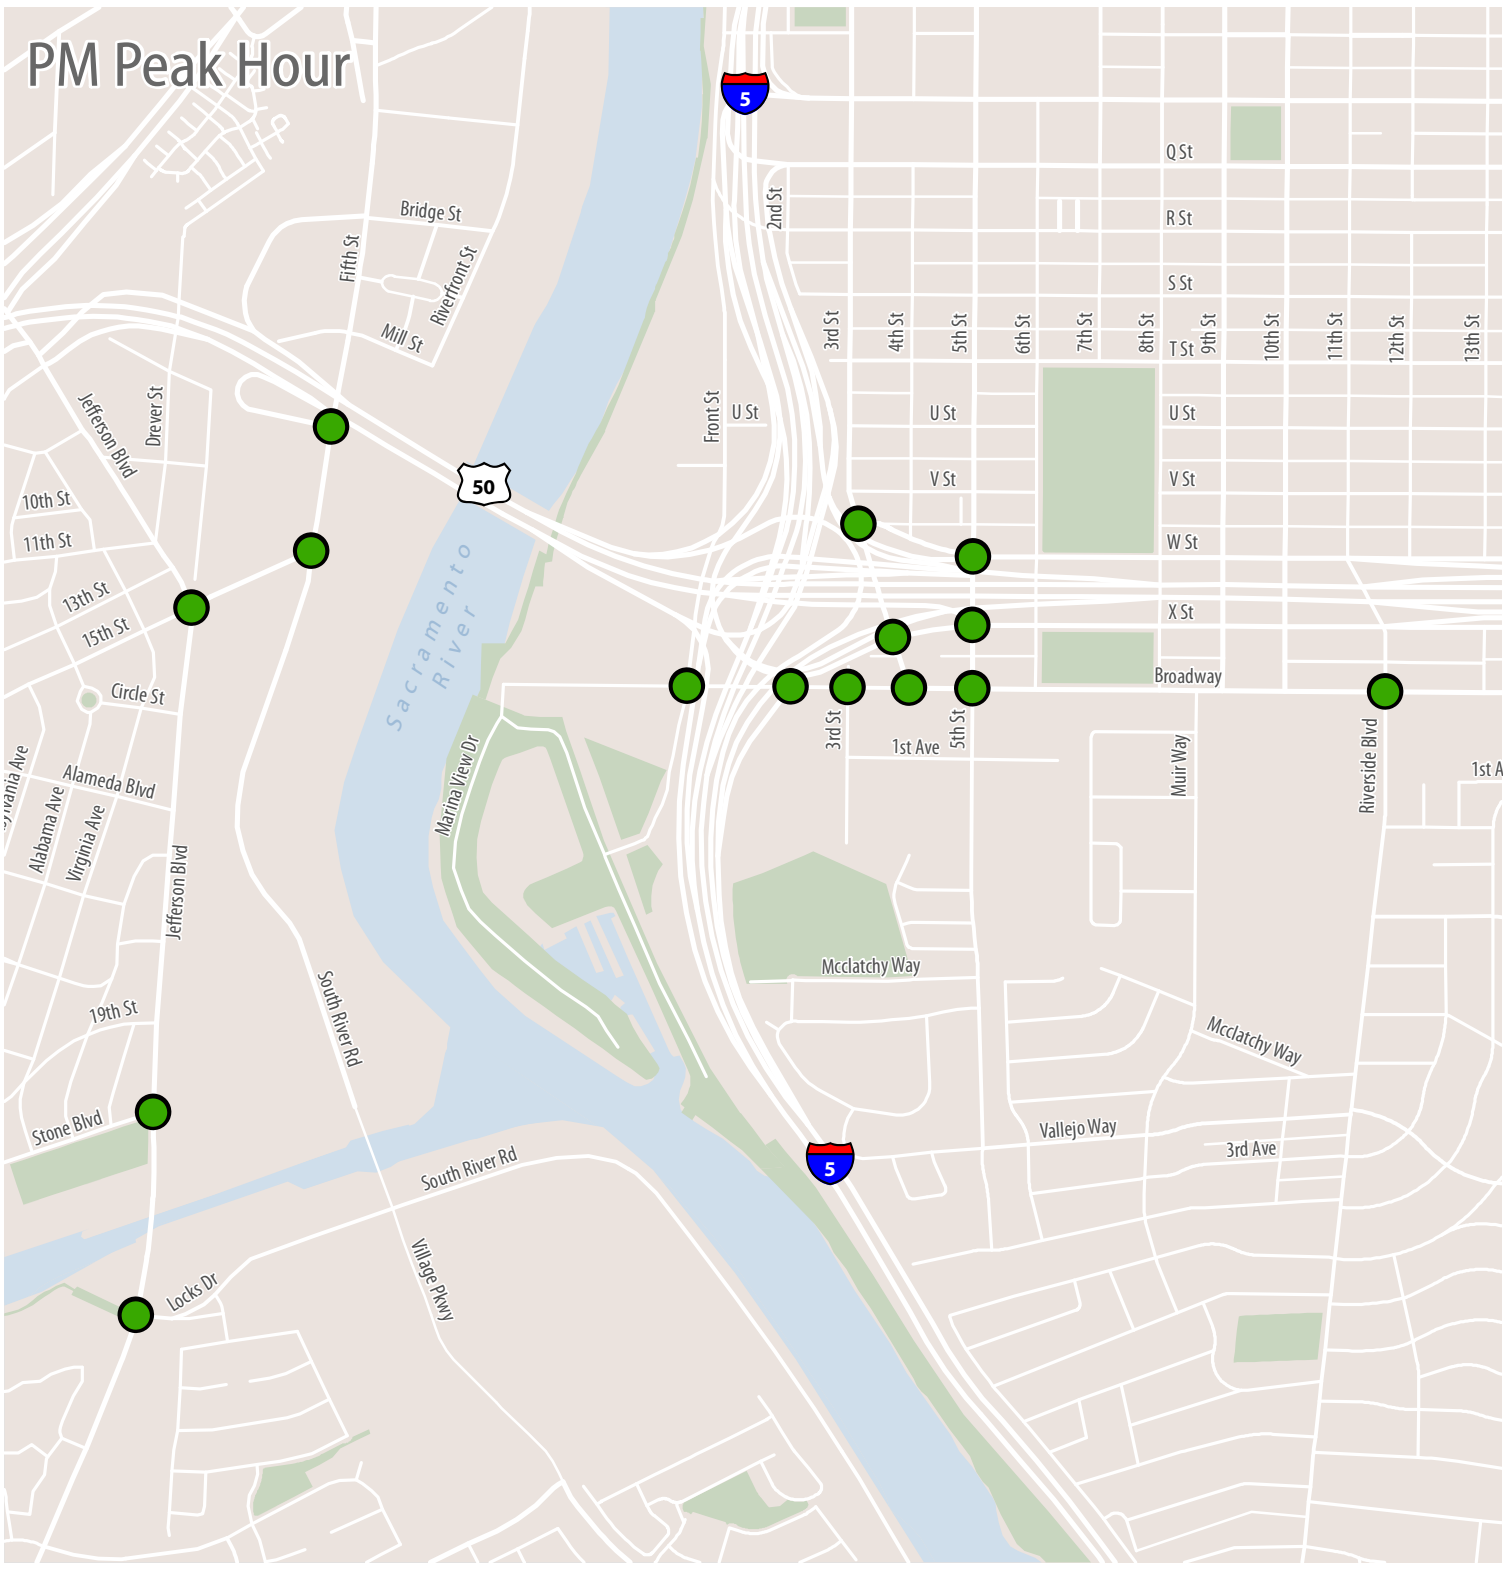 PM Peak Hour
5
Q St
2nd St
R St
Bridge St
Fifth St
Riverfront St
S St
Mill St
3rd St
4th St
5th St
6th St
7th St
8th St
9th St
10th St
11th St
12th St
13th St
T St
Jefferson Blvd
Drever St
Front St
U St
U St
U St
50
V St
V St
10th St
11th St
W St
Sacramento
River
13th St
15th St
X St
Circle St
Broadway
3rd St
5th St
1st Ave
Marina View Dr
Muir Way
Riverside Blvd
1st A
ylvania Ave
Alameda Blvd
Alabama Ave
Virginia Ave
Jefferson Blvd
Mcclatchy Way
South River Rd
19th St
Mcclatchy Way
Stone Blvd
Vallejo Way
3rd Ave
5
South River Rd
Locks Dr
Village Pkwy